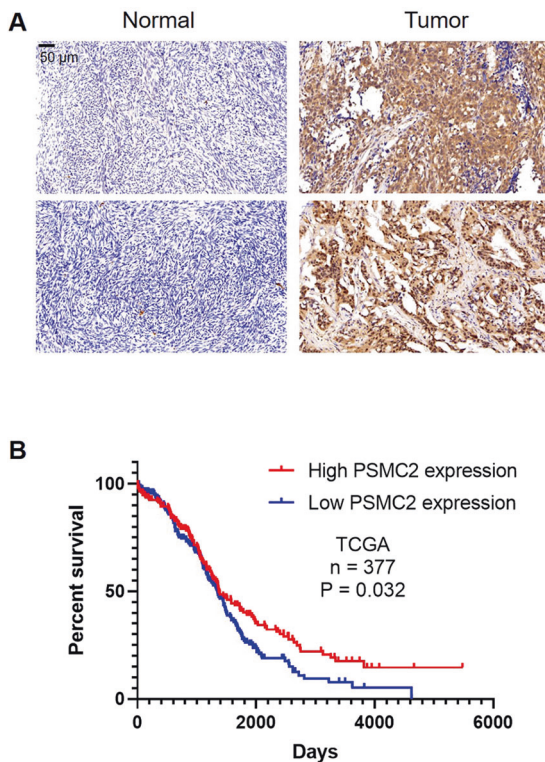 A
Normal
Tumor
50 µm
B
High PSMC2 expression
Low PSMC2 expression
TCGA
n = 377
P = 0.032
Percent survival
100
50
0
0 2000 4000 6000
Days